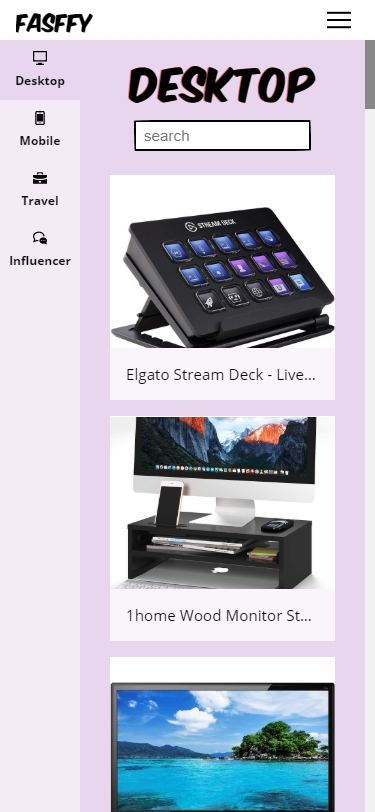 FASFFY
Desktop
Mobile
Travel
Influencer
DESKTOP
search
STREAM DECK
Elgato Stream Deck - Live...
1home Wood Monitor St...